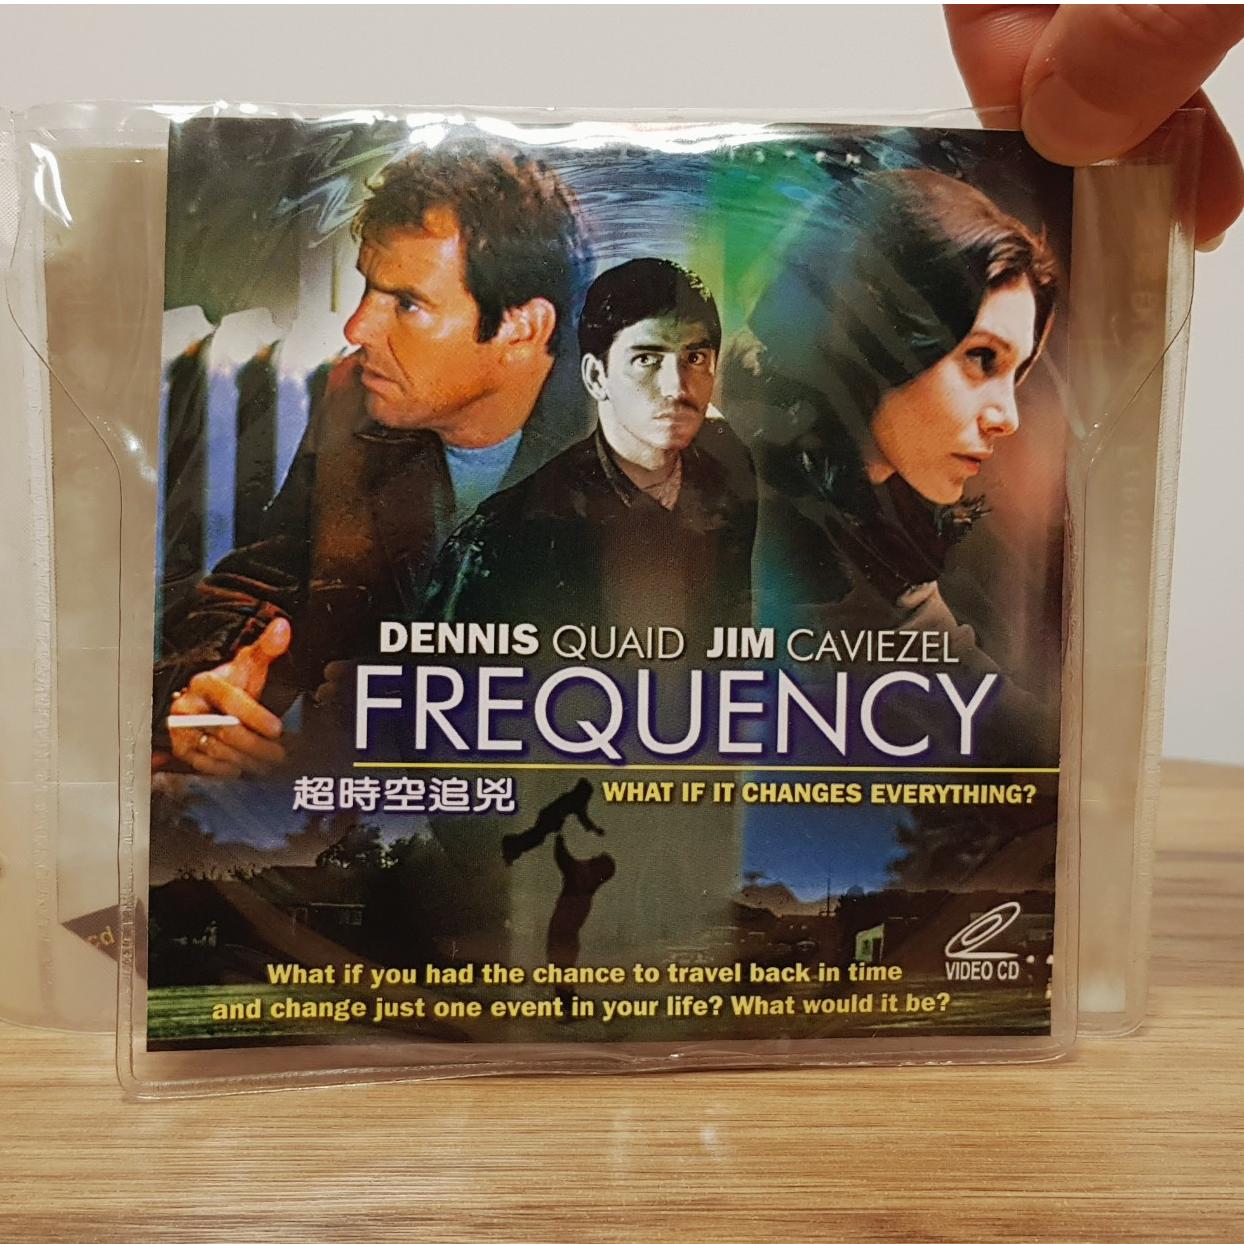 DENNIS QUAID JIM CAVIEZEL
FREQUENCY
超時空追兇
WHAT IF IT CHANGES EVERYTHING?
What if you had the chance to travel back in time
and change just one event in your life? What would it be?
VIDEO CD
cd